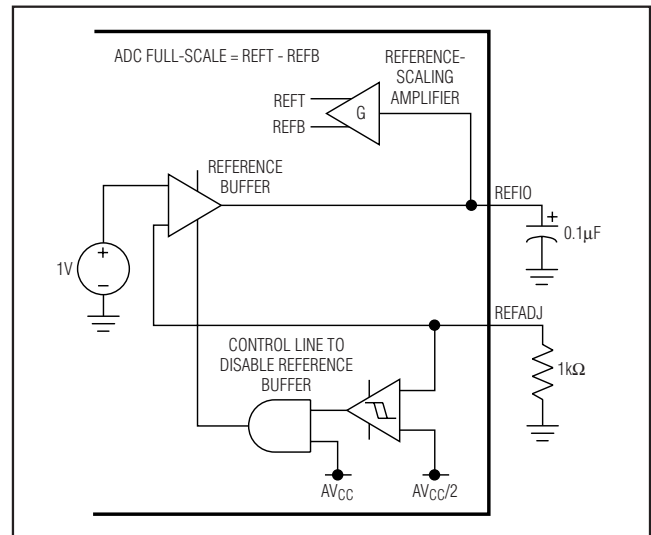 ADC FULL-SCALE = REFT - REFB
REFERENCE-
SCALING
AMPLIFIER
REFT
REFB
G
REFERENCE
BUFFER
REFIO
+
0.1µF
1V
+
−
REFADJ
CONTROL LINE TO
DISABLE REFERENCE
BUFFER
1kΩ
AVCC
AVCC/2